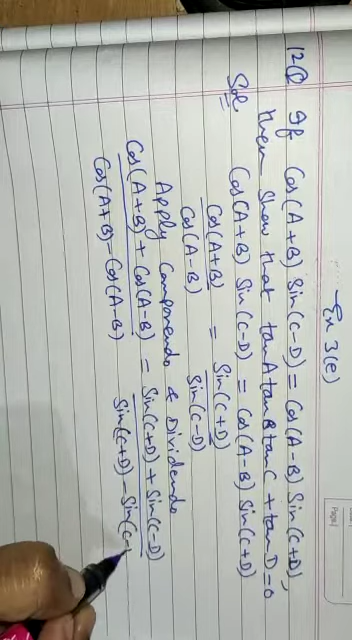 Ex 3(e)
Page:
12Q If Cos(A+B) Sin(C-D) = Cos(A-B) Sin(C+D),
then show that tanA tanB tanC + tanD = 0
Sol Cos(A+B) Sin(C-D) = Cos(A-B) Sin(C+D)
Cos(A+B) = Sin(C+D)
Cos(A-B) Sin(C-D)
Apply Componendo & Dividendo
Cos(A+B) + Cos(A-B) = Sin(C+D) + Sin(C-D)
Cos(A+B) - Cos(A-B) Sin(C+D) - Sin(C-